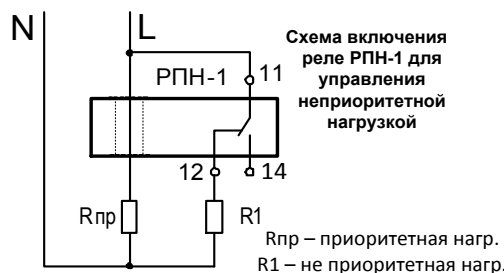 N L
Схема включения
реле РПН-1 для
управления
неприоритетной
нагрузкой
РПН-1 11
12 14
Rпр R1
Rпр – приоритетная нагр.
R1 – не приоритетная нагр.